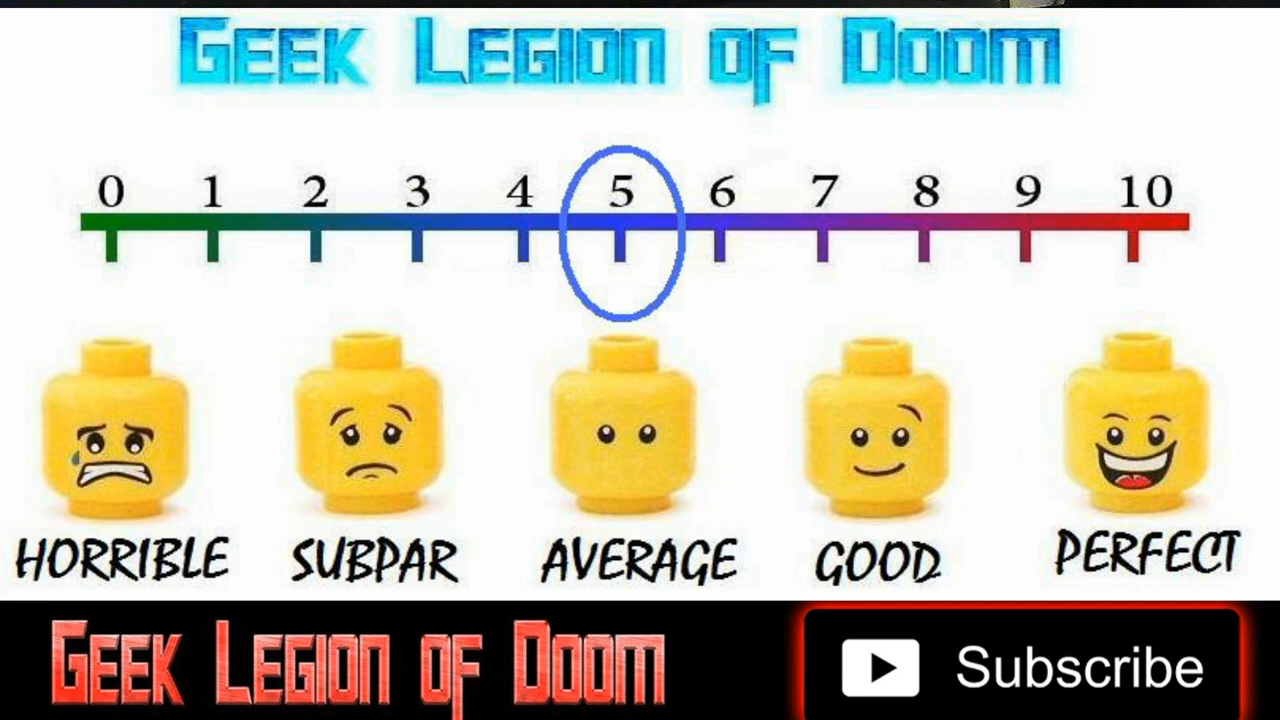 GEEK LEGION OF DOOM
0 1 2 3 4 5 6 7 8 9 10
HORRIBLE SUBPAR AVERAGE GOOD PERFECT
GEEK LEGION OF DOOM
Subscribe